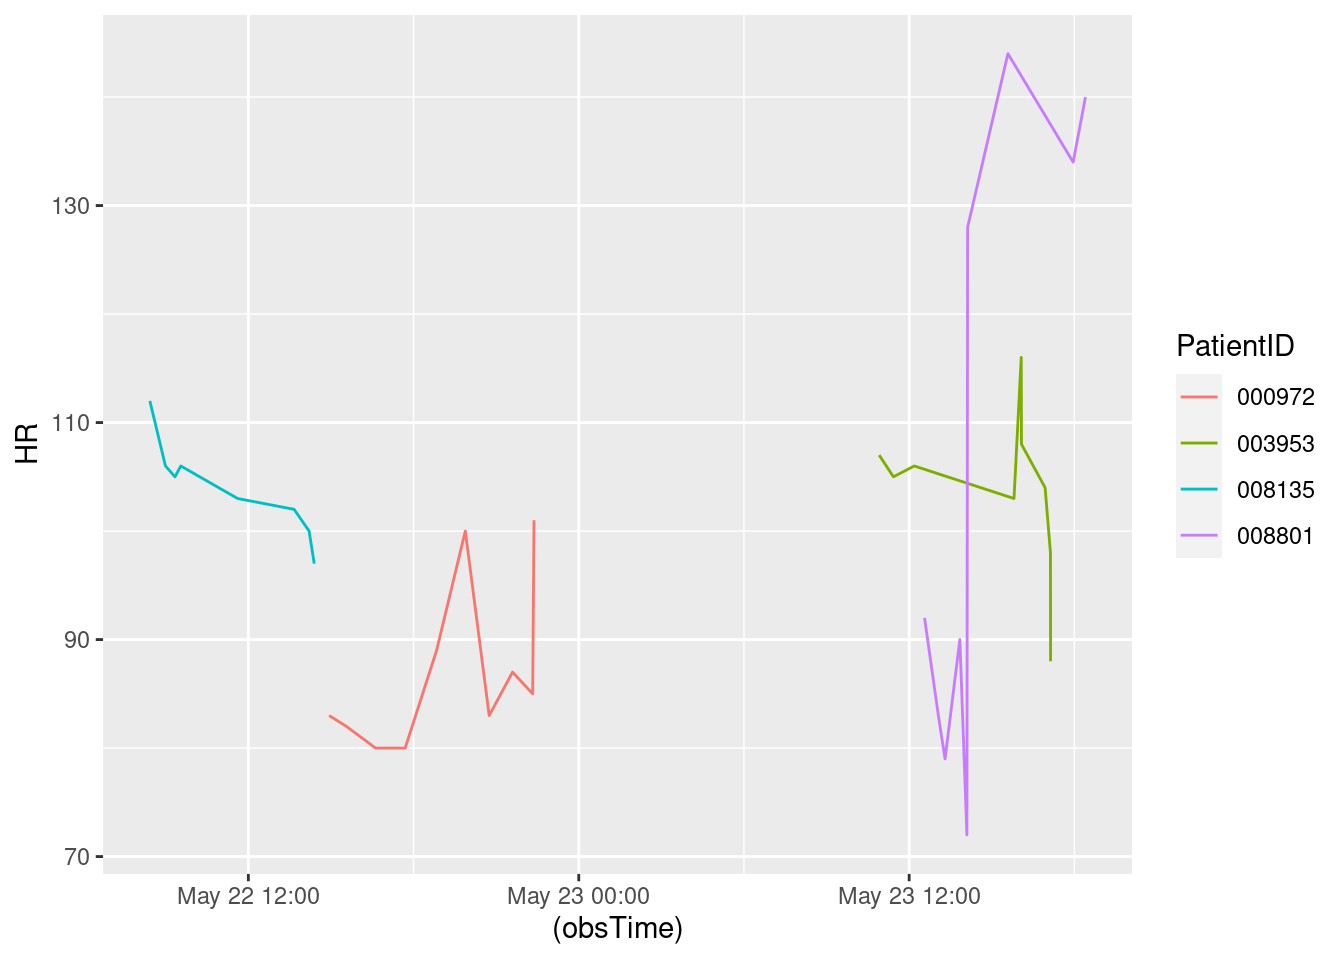 HR
130
110
90
70
May 22 12:00
May 23 00:00
May 23 12:00
(obsTime)
PatientID
000972
003953
008135
008801